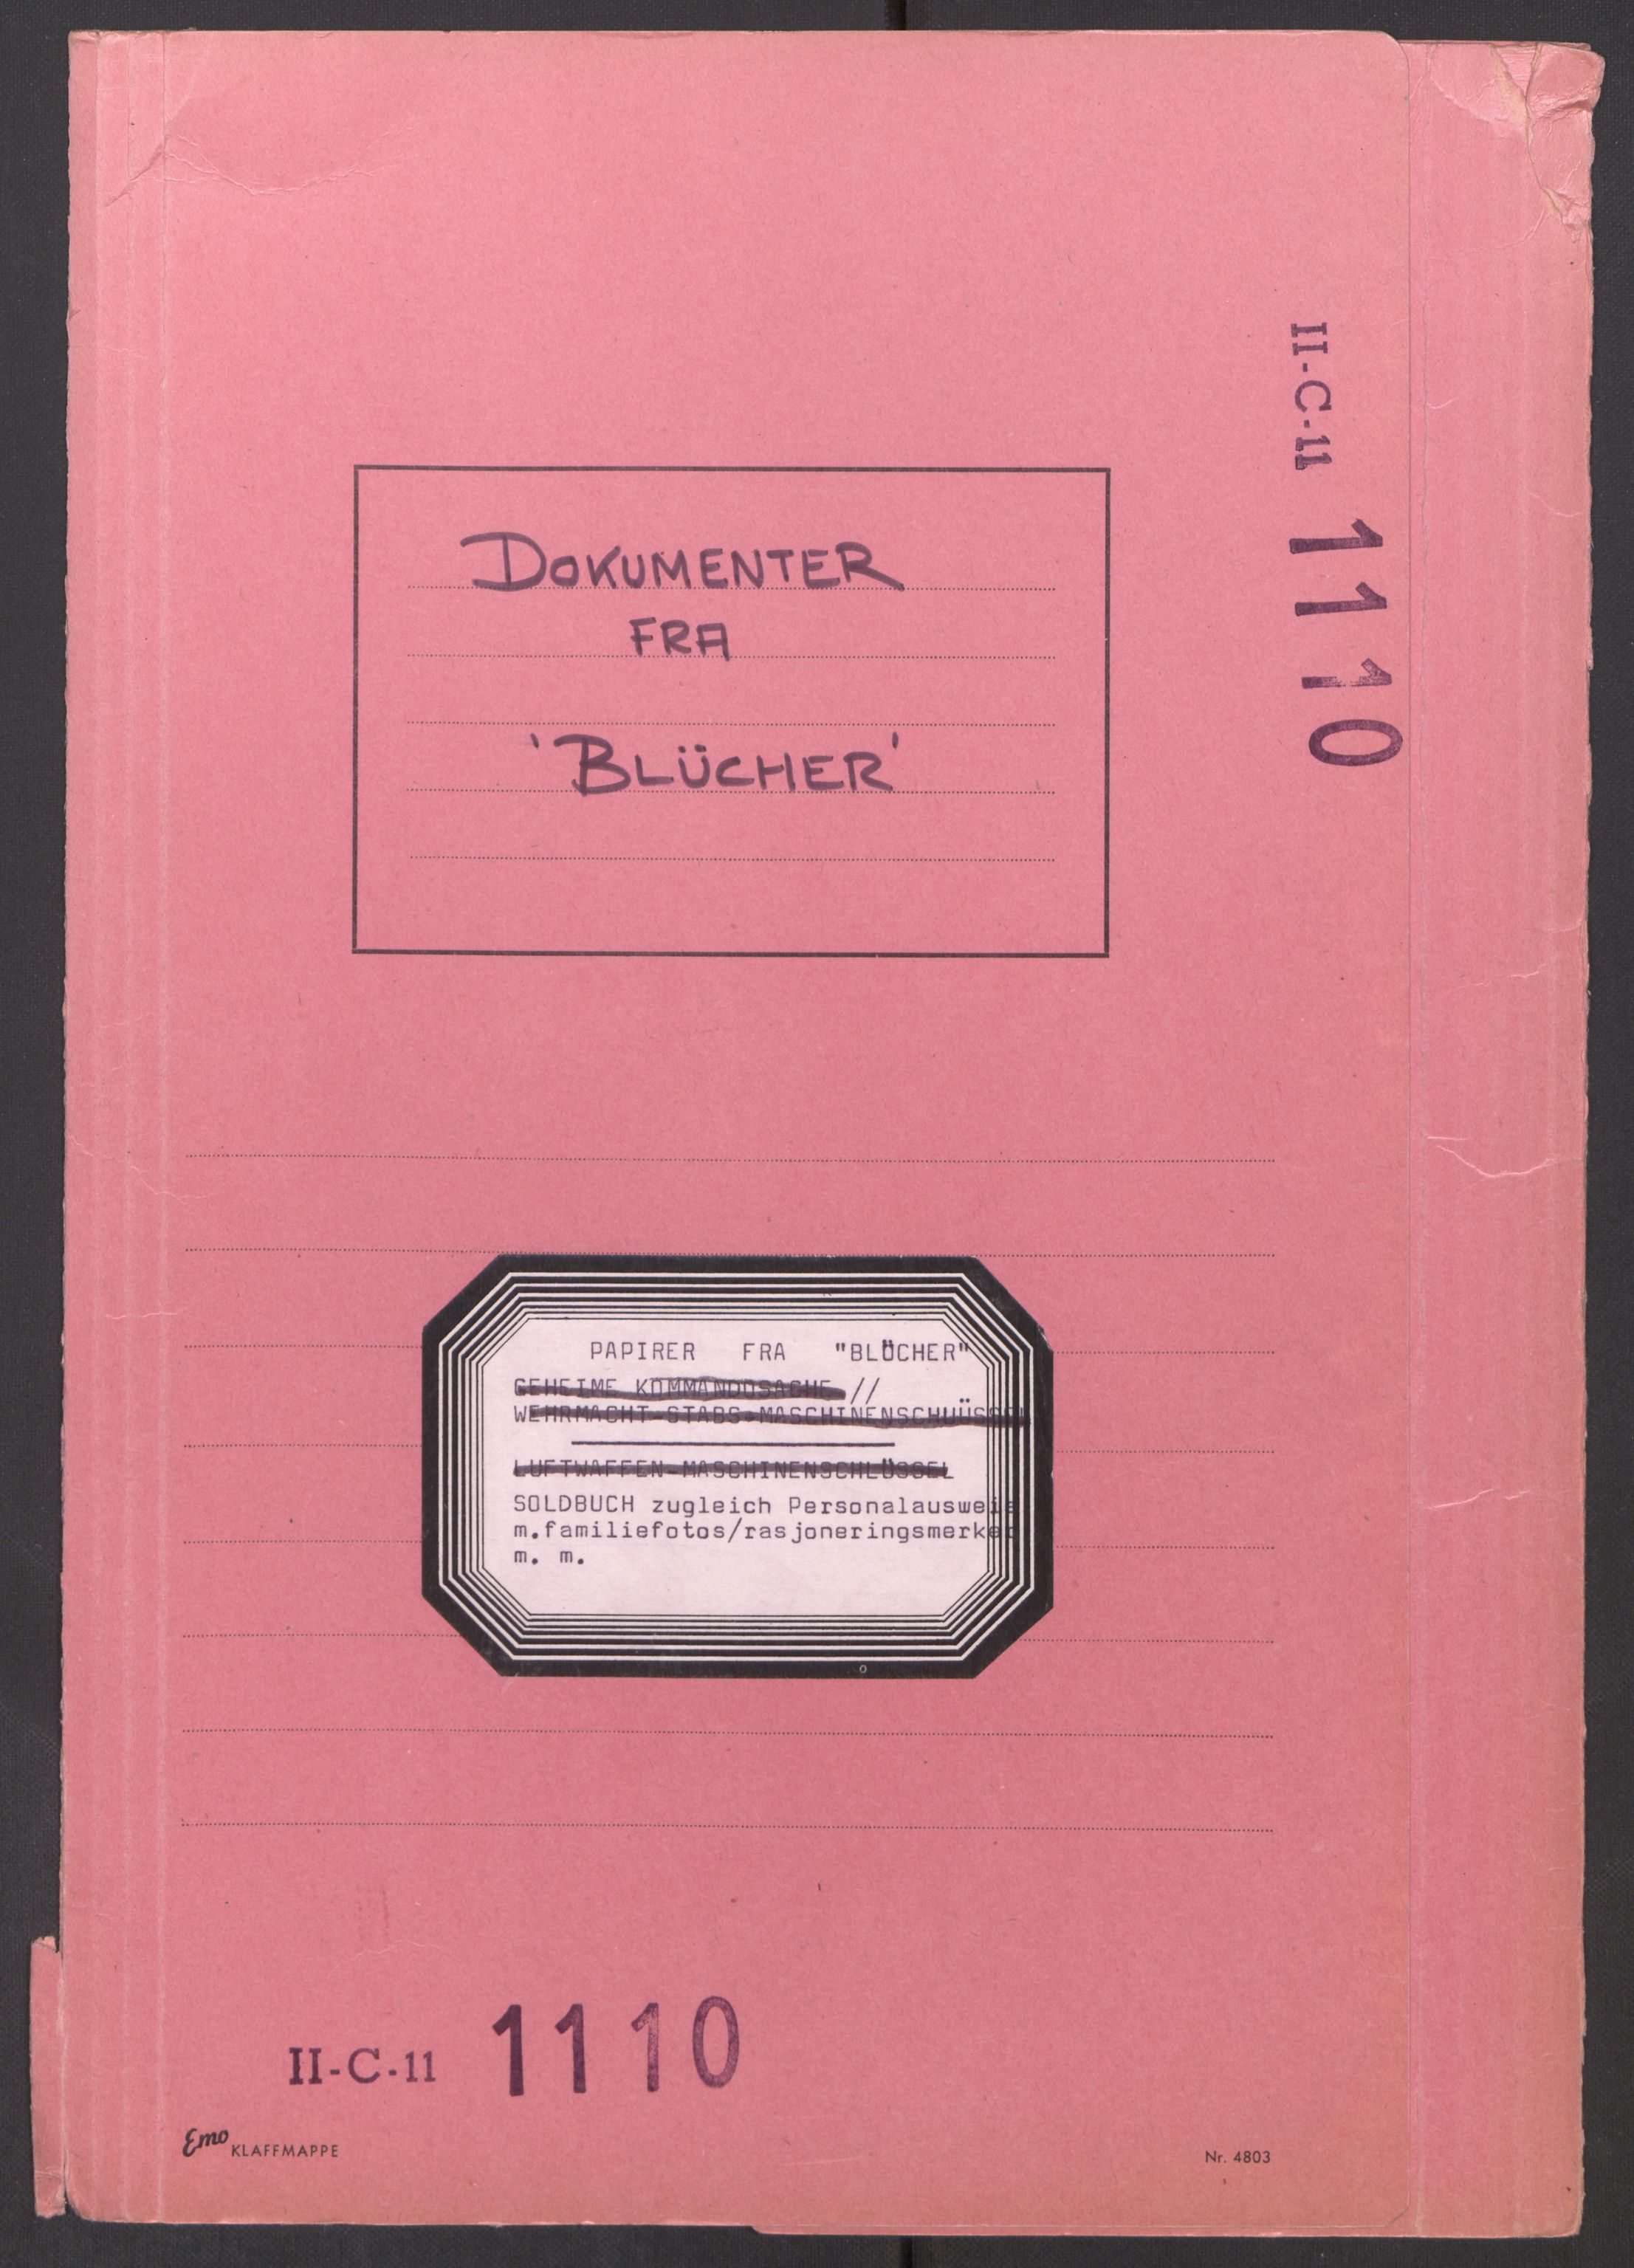 II-C-11 1110
DOKUMENTER
FRA
'BLÜCHER'
PAPIRER FRA "BLÜCHER"
GEHEIME KOMMANDOSACHE //
WEHRMACHT-STABS-MASCHINENSCHUÜSSEL
LUFTWAFFEN-MASCHINENSCHLÜSSEL
SOLDBUCH zugleich Personalausweis
m.familiefotos/rasjoneringsmerker
m. m.
II-C-11 1110
Emo KLAFFMAPPE
Nr. 4803